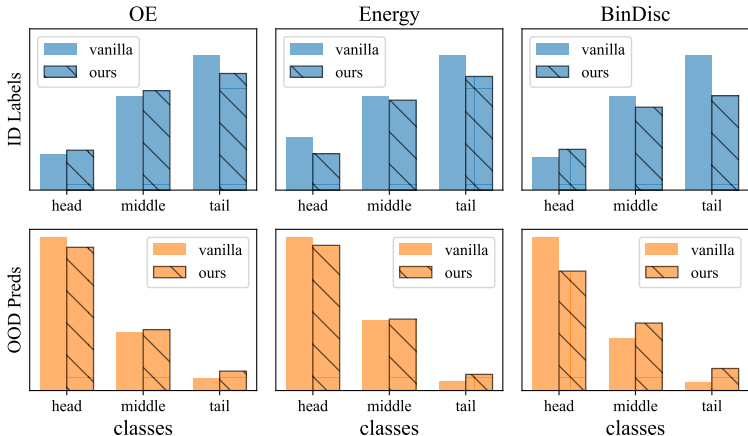 OE
Energy
BinDisc
ID Labels
vanilla
ours
head
middle
tail
vanilla
ours
head
middle
tail
vanilla
ours
head
middle
tail
OOD Preds
vanilla
ours
head
middle
tail
classes
vanilla
ours
head
middle
tail
classes
vanilla
ours
head
middle
tail
classes